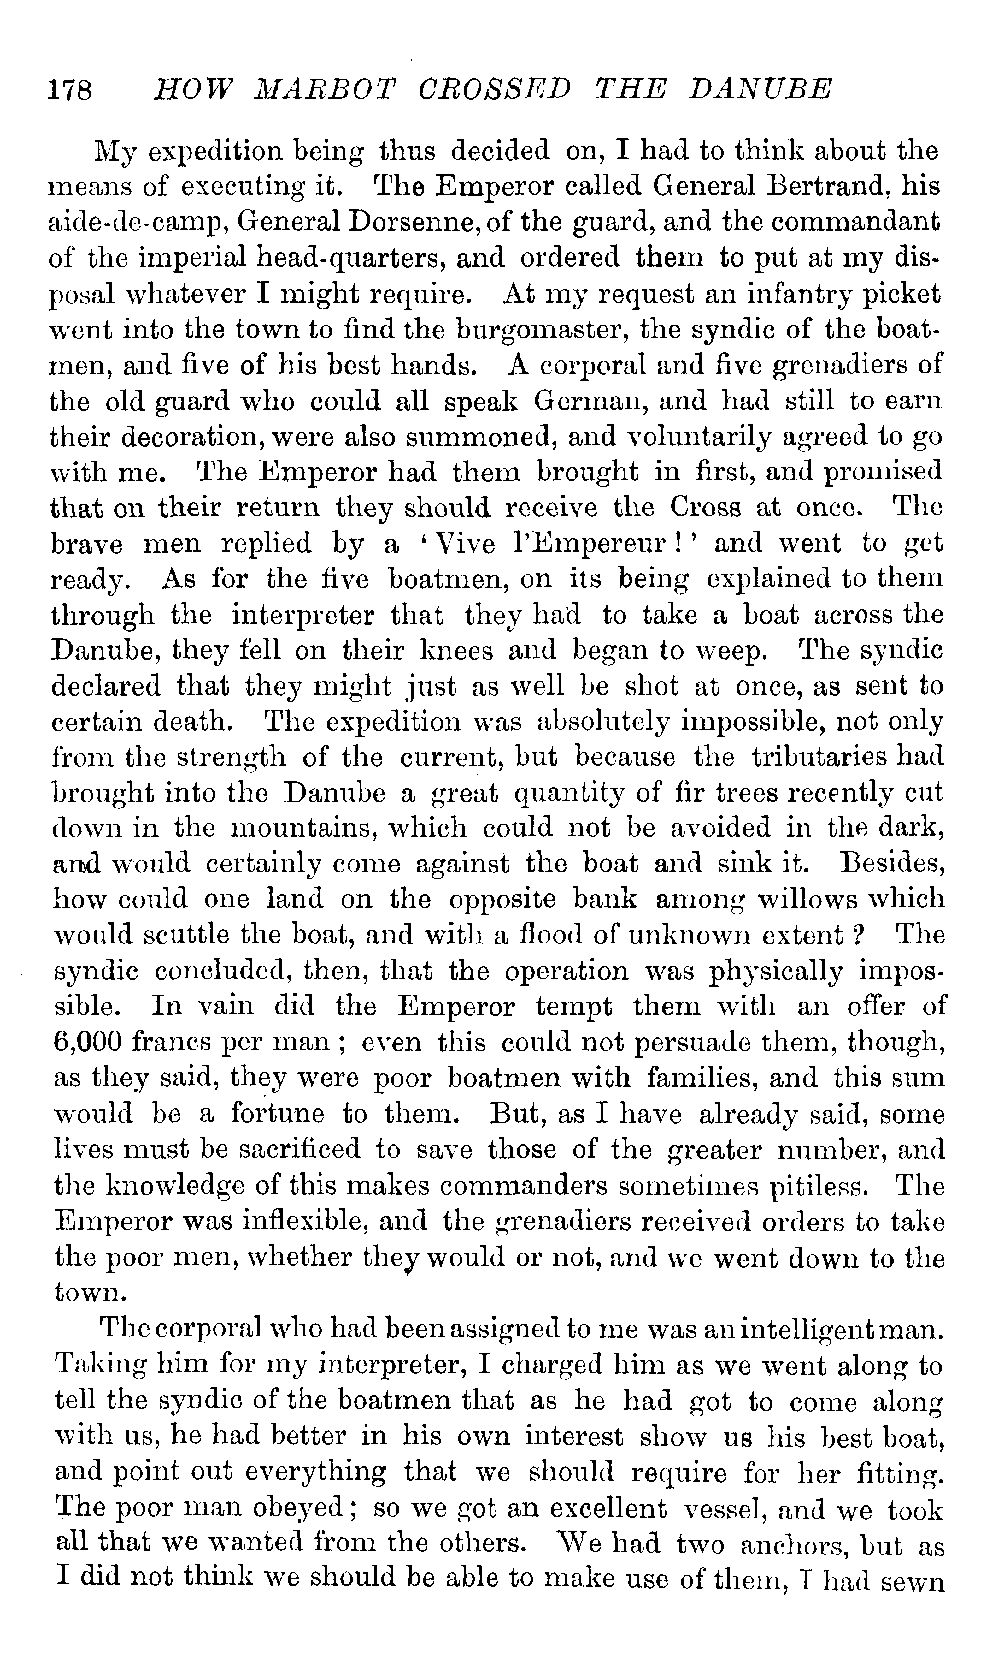 178 HOW MARBOT CROSSED THE DANUBE
My expedition being thus decided on, I had to think about the
means of executing it. The Emperor called General Bertrand, his
aide-de-camp, General Dorsenne, of the guard, and the commandant
of the imperial head-quarters, and ordered them to put at my dis-
posal whatever I might require. At my request an infantry picket
went into the town to find the burgomaster, the syndic of the boat-
men, and five of his best hands. A corporal and five grenadiers of
the old guard who could all speak German, and had still to earn
their decoration, were also summoned, and voluntarily agreed to go
with me. The Emperor had them brought in first, and promised
that on their return they should receive the Cross at once. The
brave men replied by a ‘Vive l'Empereur!’ and went to get
ready. As for the five boatmen, on its being explained to them
through the interpreter that they had to take a boat across the
Danube, they fell on their knees and began to weep. The syndic
declared that they might just as well be shot at once, as sent to
certain death. The expedition was absolutely impossible, not only
from the strength of the current, but because the tributaries had
brought into the Danube a great quantity of fir trees recently cut
down in the mountains, which could not be avoided in the dark,
and would certainly come against the boat and sink it. Besides,
how could one land on the opposite bank among willows which
would scuttle the boat, and with a flood of unknown extent? The
syndic concluded, then, that the operation was physically impos-
sible. In vain did the Emperor tempt them with an offer of
6,000 francs per man; even this could not persuade them, though,
as they said, they were poor boatmen with families, and this sum
would be a fortune to them. But, as I have already said, some
lives must be sacrificed to save those of the greater number, and
the knowledge of this makes commanders sometimes pitiless. The
Emperor was inflexible, and the grenadiers received orders to take
the poor men, whether they would or not, and we went down to the
town.
The corporal who had been assigned to me was an intelligent man.
Taking him for my interpreter, I charged him as we went along to
tell the syndic of the boatmen that as he had got to come along
with us, he had better in his own interest show us his best boat,
and point out everything that we should require for her fitting.
The poor man obeyed; so we got an excellent vessel, and we took
all that we wanted from the others. We had two anchors, but as
I did not think we should be able to make use of them, I had sewn